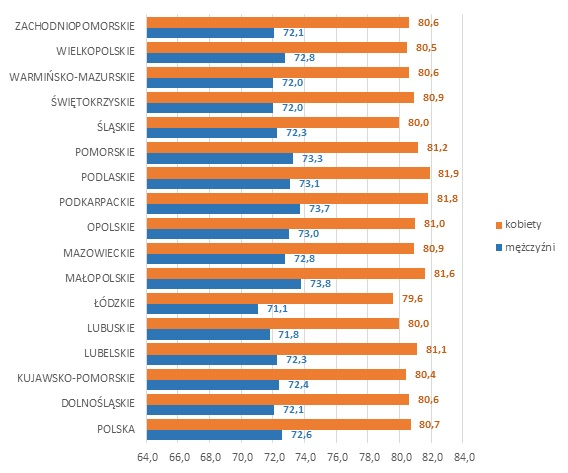 ZACHODNIOPOMORSKIE 80,6
72,1
WIELKOPOLSKIE 80,5
72,8
WARMIŃSKO-MAZURSKIE 80,6
72,0
ŚWIĘTOKRZYSKIE 80,9
72,0
ŚLĄSKIE 80,0
72,3
POMORSKIE 81,2
73,3
PODLASKIE 81,9
73,1
PODKARPACKIE 81,8
73,7
OPOLSKIE 81,0
73,0
MAZOWIECKIE 80,9
72,8
MAŁOPOLSKIE 81,6
73,8
ŁÓDZKIE 79,6
71,1
LUBUSKIE 80,0
71,8
LUBELSKIE 81,1
72,3
KUJAWSKO-POMORSKIE 80,4
72,4
DOLNOŚLĄSKIE 80,6
72,1
POLSKA 80,7
72,6
64,0 66,0 68,0 70,0 72,0 74,0 76,0 78,0 80,0 82,0 84,0
kobiety
mężczyźni